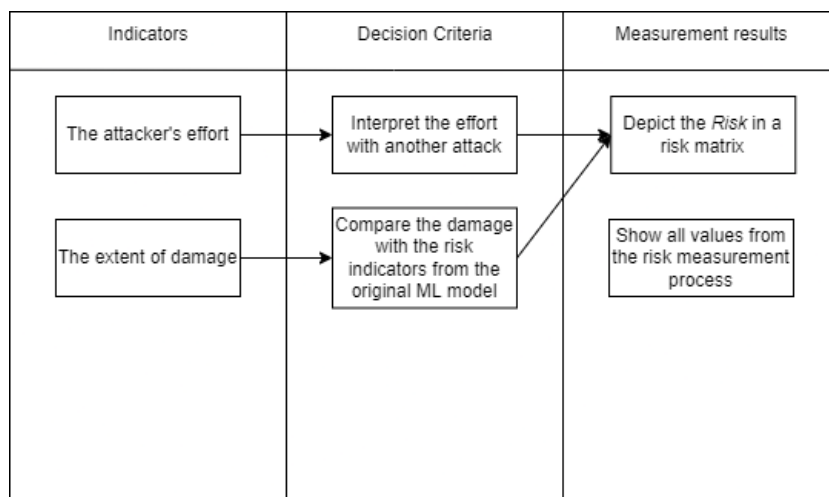 Indicators
Decision Criteria
Measurement results
The attacker's effort
Interpret the effort
with another attack
Depict the Risk in a
risk matrix
The extent of damage
Compare the damage
with the risk
indicators from the
original ML model
Show all values from
the risk measurement
process